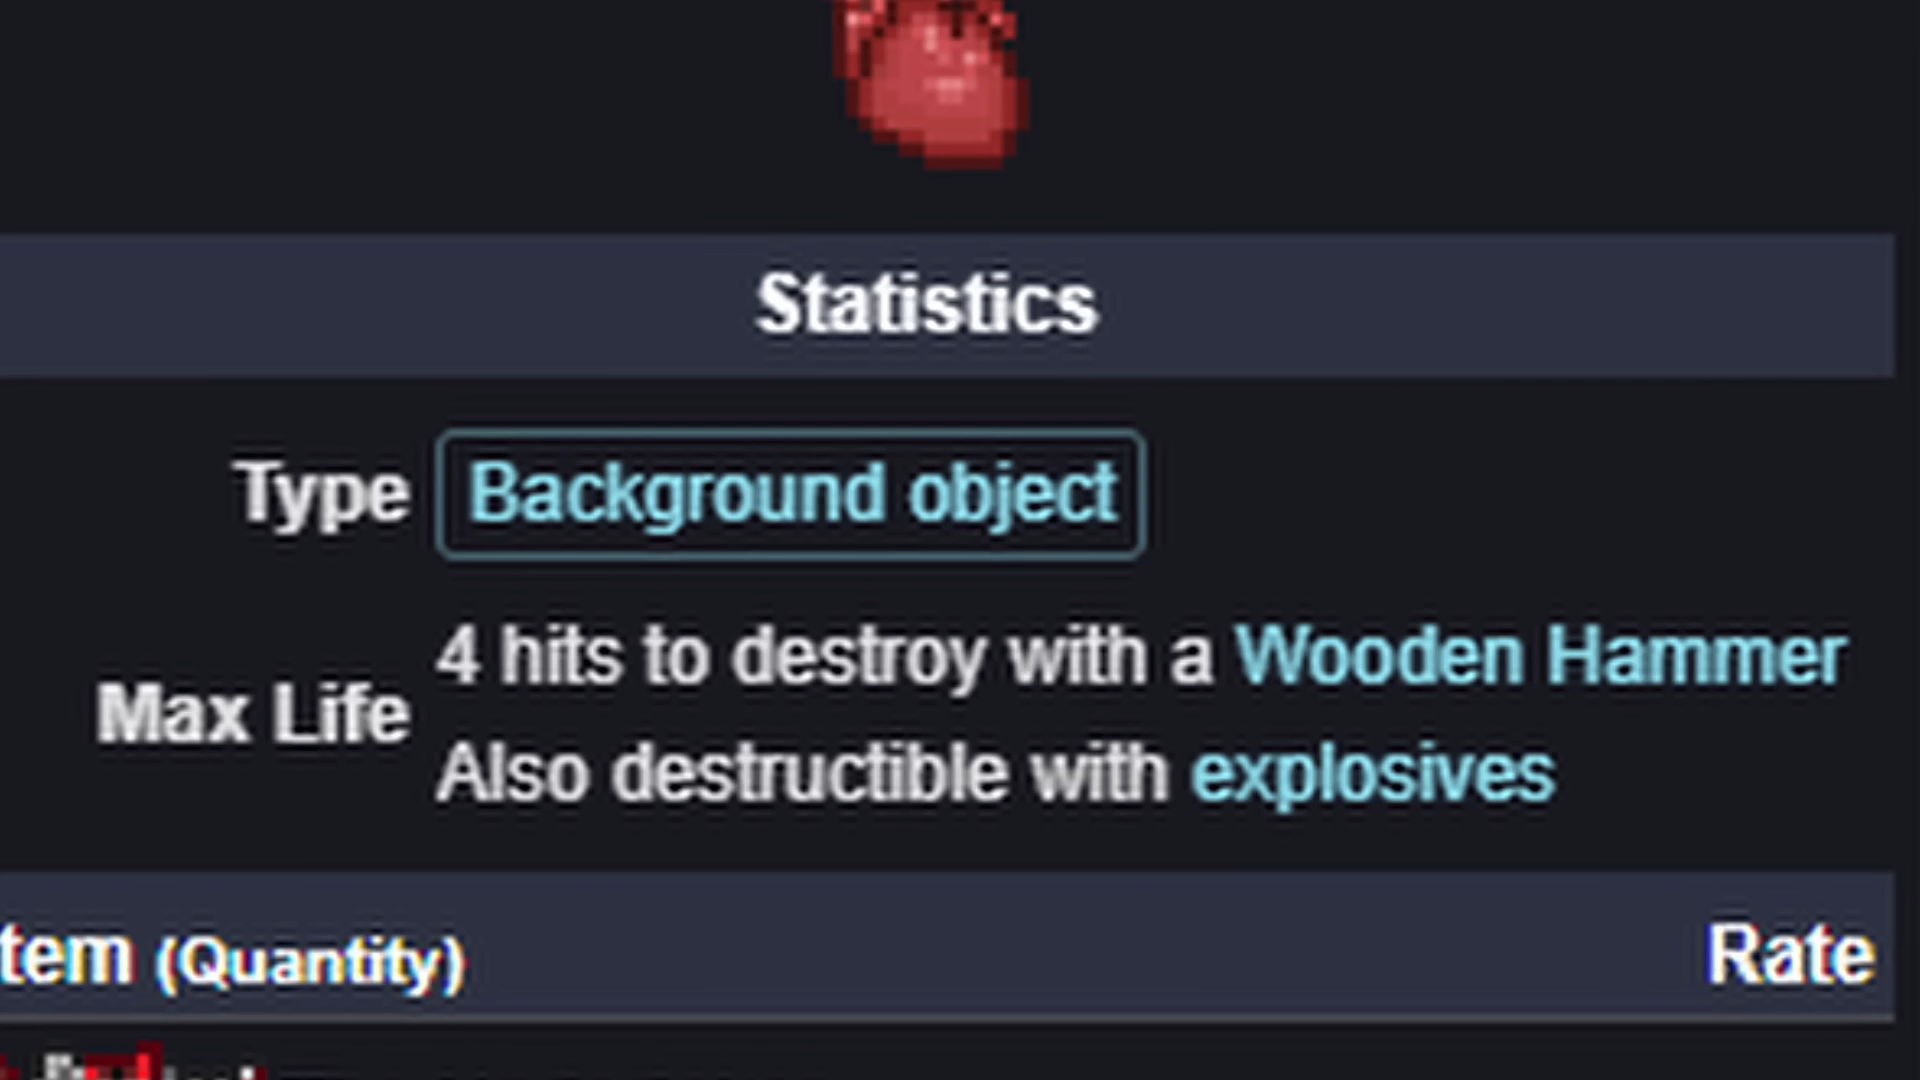 Statistics
Type Background object
4 hits to destroy with a Wooden Hammer
Max Life
Also destructible with explosives
tem (Quantity) Rate